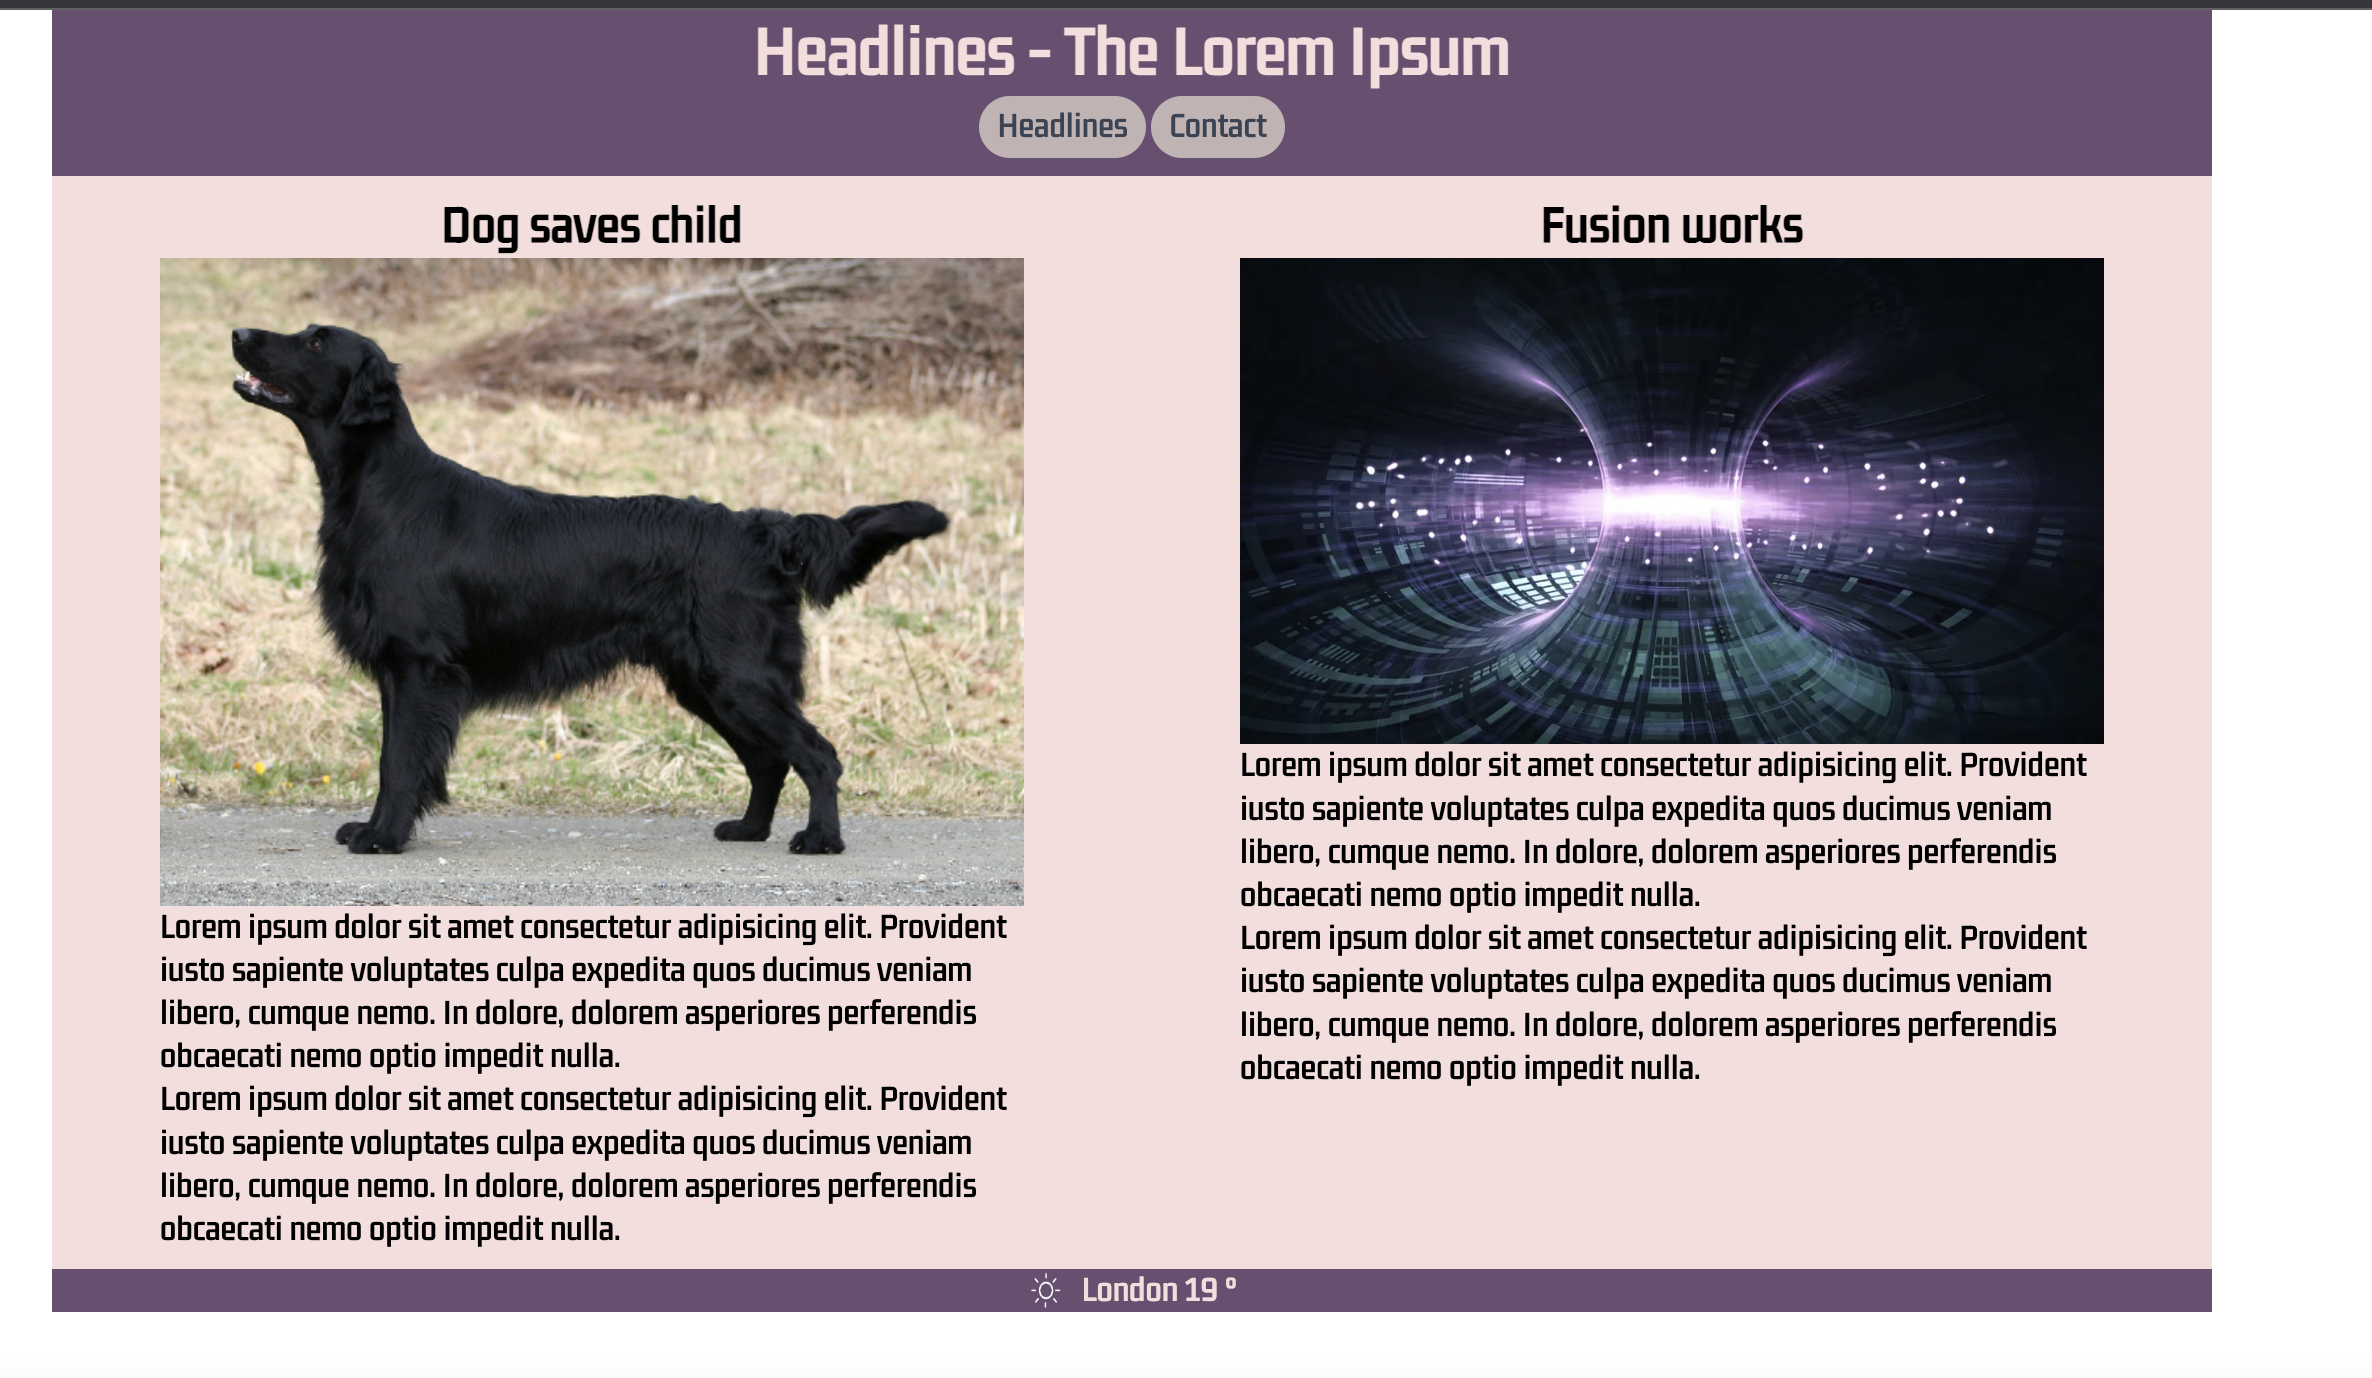 Headlines - The Lorem Ipsum
Headlines Contact
Dog saves child
Lorem ipsum dolor sit amet consectetur adipisicing elit. Provident
iusto sapiente voluptates culpa expedita quos ducimus veniam
libero, cumque nemo. In dolore, dolorem asperiores perferendis
obcaecati nemo optio impedit nulla.
Lorem ipsum dolor sit amet consectetur adipisicing elit. Provident
iusto sapiente voluptates culpa expedita quos ducimus veniam
libero, cumque nemo. In dolore, dolorem asperiores perferendis
obcaecati nemo optio impedit nulla.
Fusion works
Lorem ipsum dolor sit amet consectetur adipisicing elit. Provident
iusto sapiente voluptates culpa expedita quos ducimus veniam
libero, cumque nemo. In dolore, dolorem asperiores perferendis
obcaecati nemo optio impedit nulla.
Lorem ipsum dolor sit amet consectetur adipisicing elit. Provident
iusto sapiente voluptates culpa expedita quos ducimus veniam
libero, cumque nemo. In dolore, dolorem asperiores perferendis
obcaecati nemo optio impedit nulla.
London 19 º